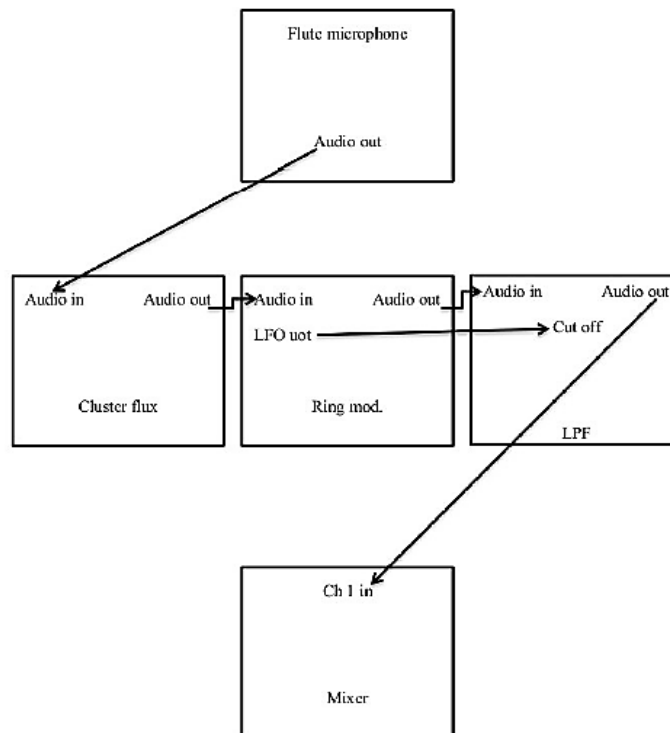 Flute microphone
Audio out
Audio in
Audio out
Audio in
Audio out
Audio in
Audio out
LFO uot
Cut off
Cluster flux
Ring mod.
LPF
Ch 1 in
Mixer